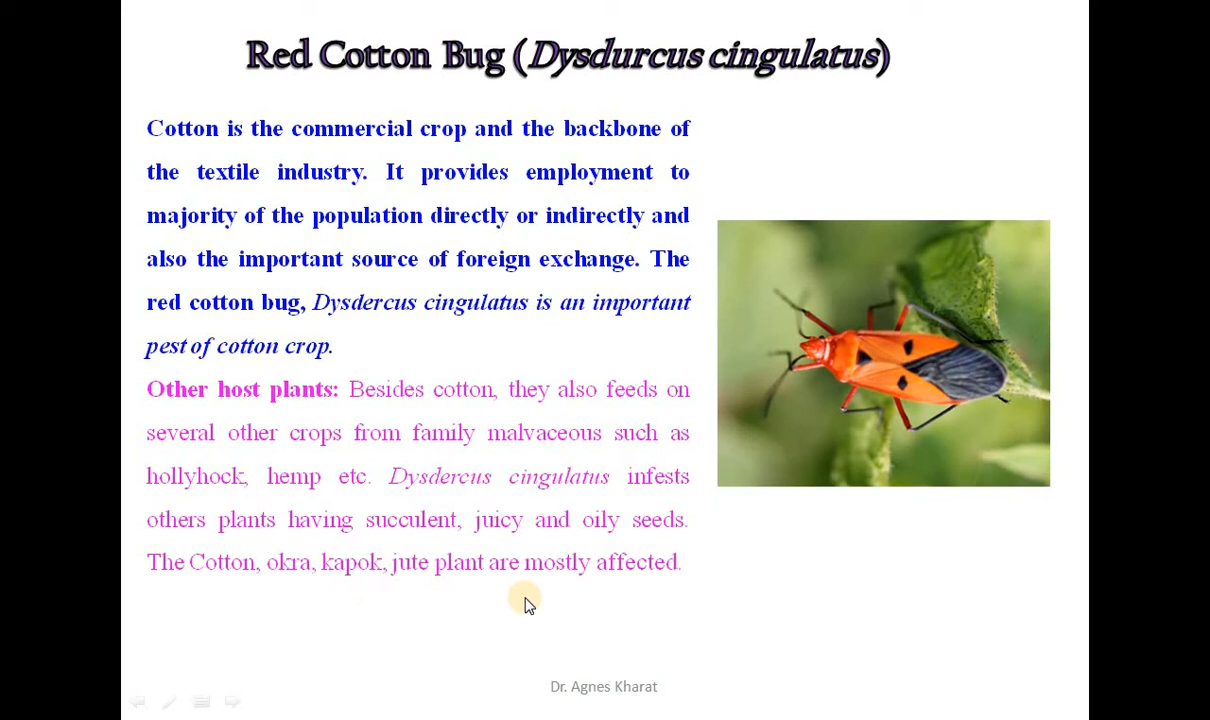 Red Cotton Bug (Dysdurcus cingulatus)
Cotton is the commercial crop and the backbone of
the textile industry. It provides employment to
majority of the population directly or indirectly and
also the important source of foreign exchange. The
red cotton bug, Dysdercus cingulatus is an important
pest of cotton crop.
Other host plants: Besides cotton, they also feeds on
several other crops from family malvaceous such as
hollyhock, hemp etc. Dysdercus cingulatus infests
others plants having succulent, juicy and oily seeds.
The Cotton, okra, kapok, jute plant are mostly affected.
Dr. Agnes Kharat